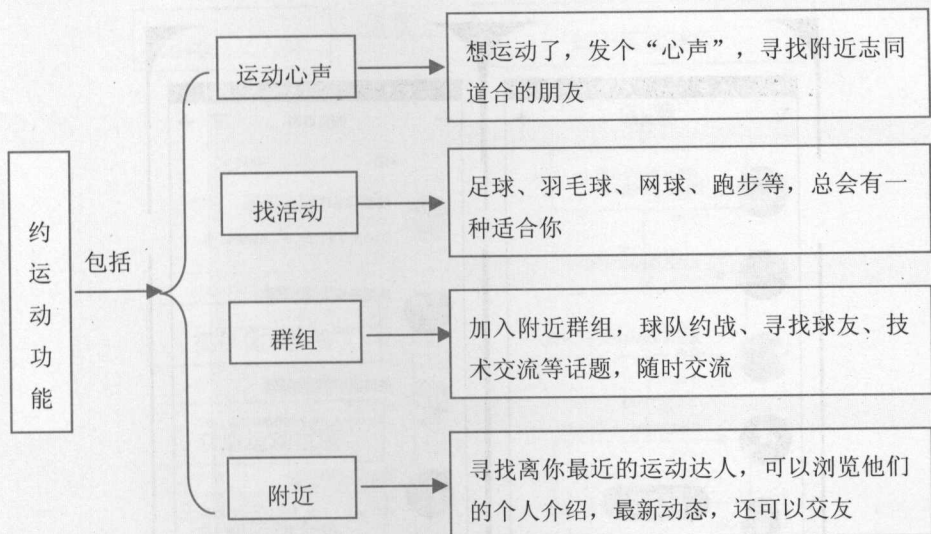 约运动功能
包括
运动心声
想运动了，发个“心声”，寻找附近志同
道合的朋友
找活动
足球、羽毛球、网球、跑步等，总会有一
种适合你
群组
加入附近群组，球队约战、寻找球友、技
术交流等话题，随时交流
附近
寻找离你最近的运动达人，可以浏览他们
的个人介绍，最新动态，还可以交友